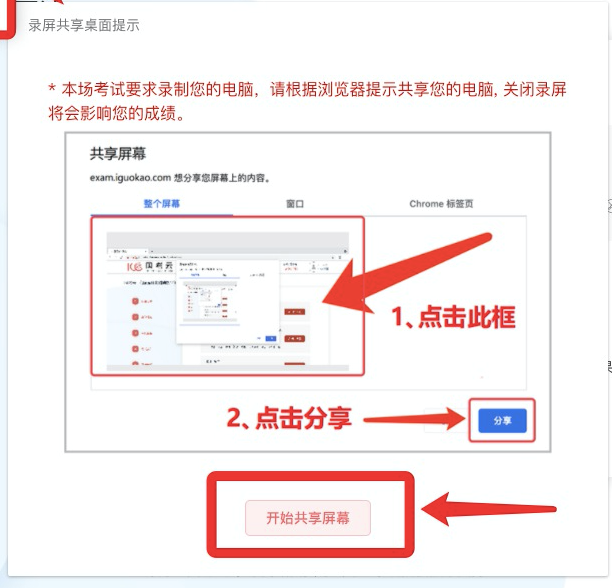 录屏共享桌面提示
* 本场考试要求录制您的电脑，请根据浏览器提示共享您的电脑, 关闭录屏
将会影响您的成绩。
共享屏幕
exam.iguokao.com 想分享您屏幕上的内容。
整个屏幕 窗口 Chrome 标签页
1、点击此框
2、点击分享
分享
开始共享屏幕